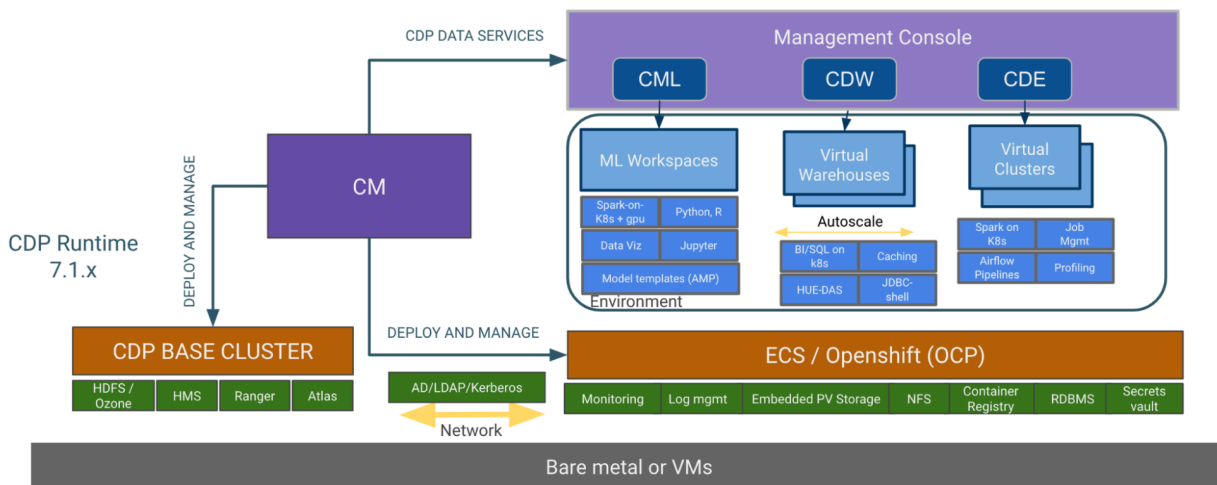 CDP DATA SERVICES
Management Console
CML
CDW
CDE
DEPLOY AND MANAGE
CM
ML Workspaces
Virtual
Warehouses
Virtual
Clusters
Spark-on-
K8s + gpu
Python, R
Data Viz
Jupyter
Model templates (AMP)
Autoscale
BI/SQL on
k8s
Caching
HUE-DAS
JDBC-
shell
Spark on
K8s
Job
Mgmt
Airflow
Pipelines
Profiling
Environment
CDP Runtime
7.1.x
DEPLOY AND MANAGE
CDP BASE CLUSTER
ECS / Openshift (OCP)
HDFS /
Ozone
HMS
Ranger
Atlas
AD/LDAP/Kerberos
Network
Monitoring
Log mgmt
Embedded PV Storage
NFS
Container
Registry
RDBMS
Secrets
vault
Bare metal or VMs